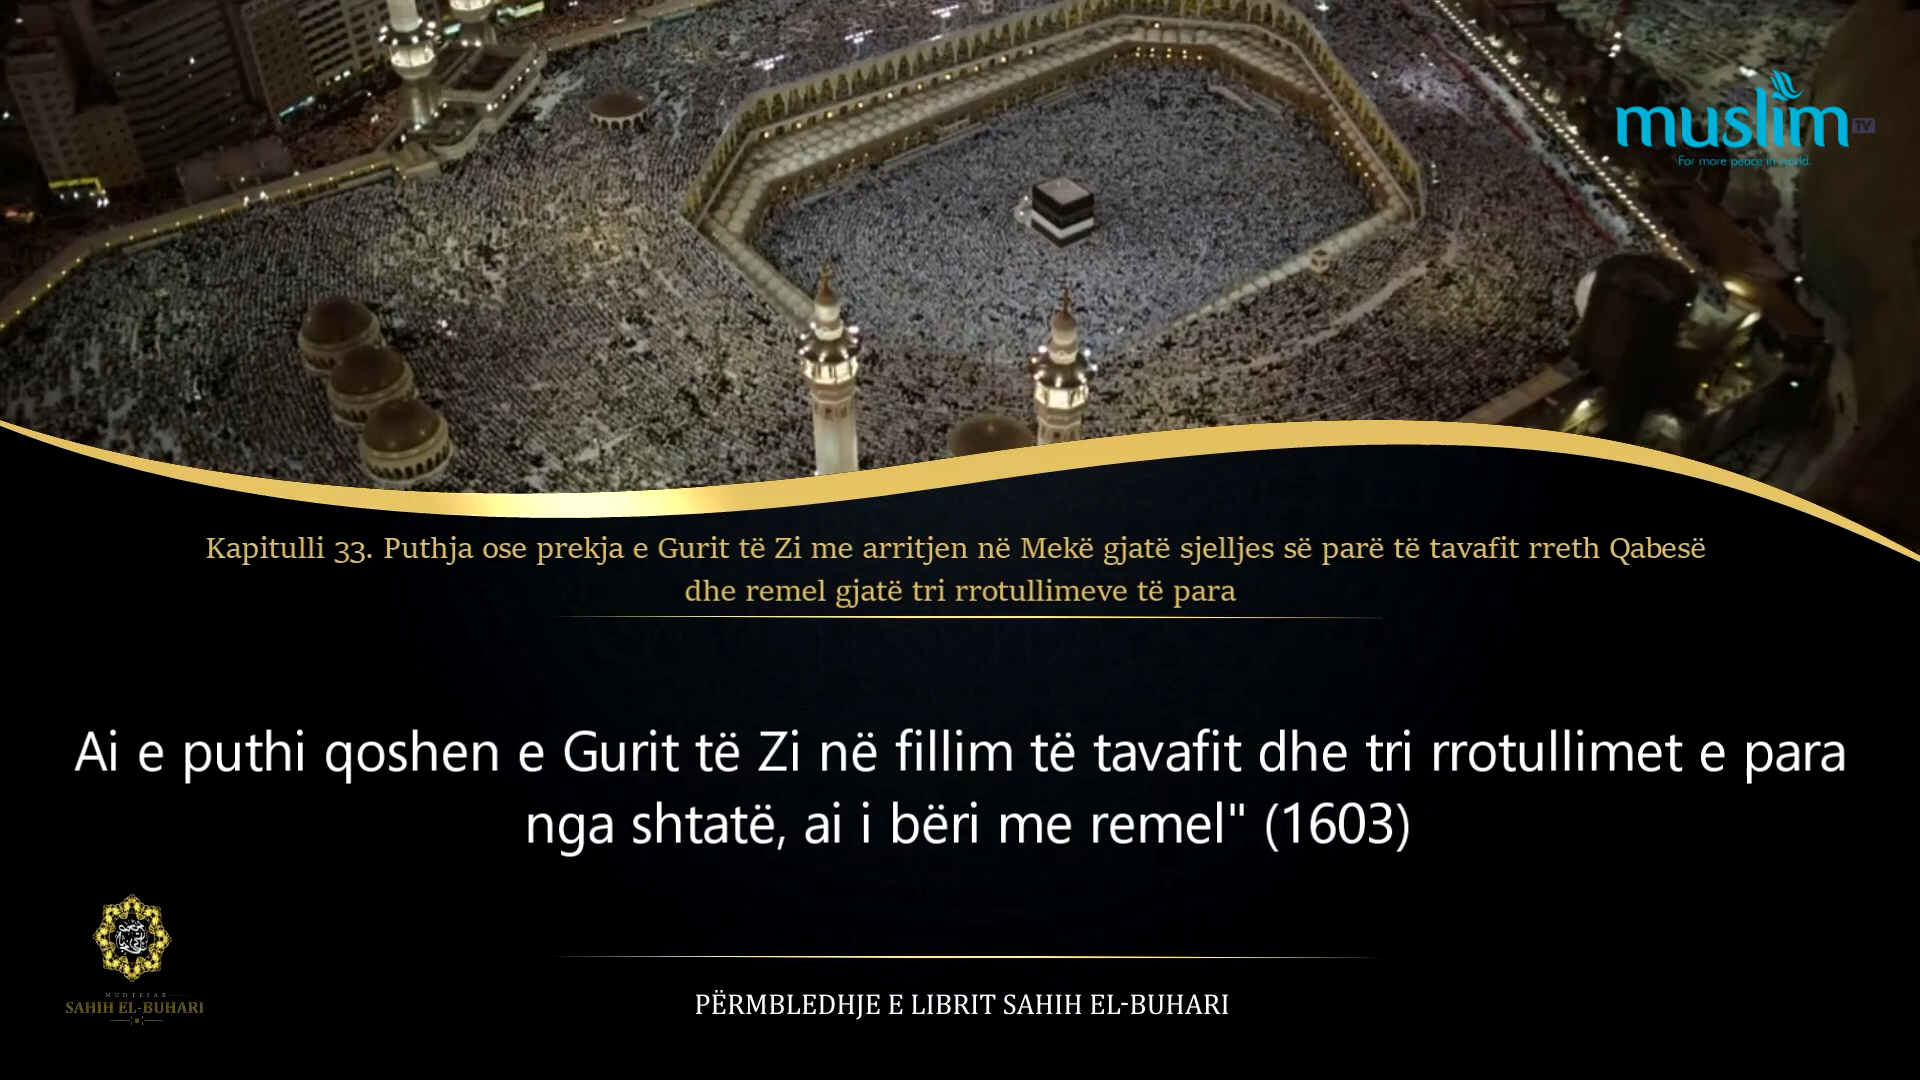 muslim TV
For more peace in world.
Kapitulli 33. Puthja ose prekja e Gurit të Zi me arritjen në Mekë gjatë sjelljes së parë të tavafit rreth Qabesë
dhe remel gjatë tri rrotullimeve të para
Ai e puthi qoshen e Gurit të Zi në fillim të tavafit dhe tri rrotullimet e para
nga shtatë, ai i bëri me remel" (1603)
MUHTESAR
SAHIH EL-BUHARI
PËRMBLEDHJE E LIBRIT SAHIH EL-BUHARI